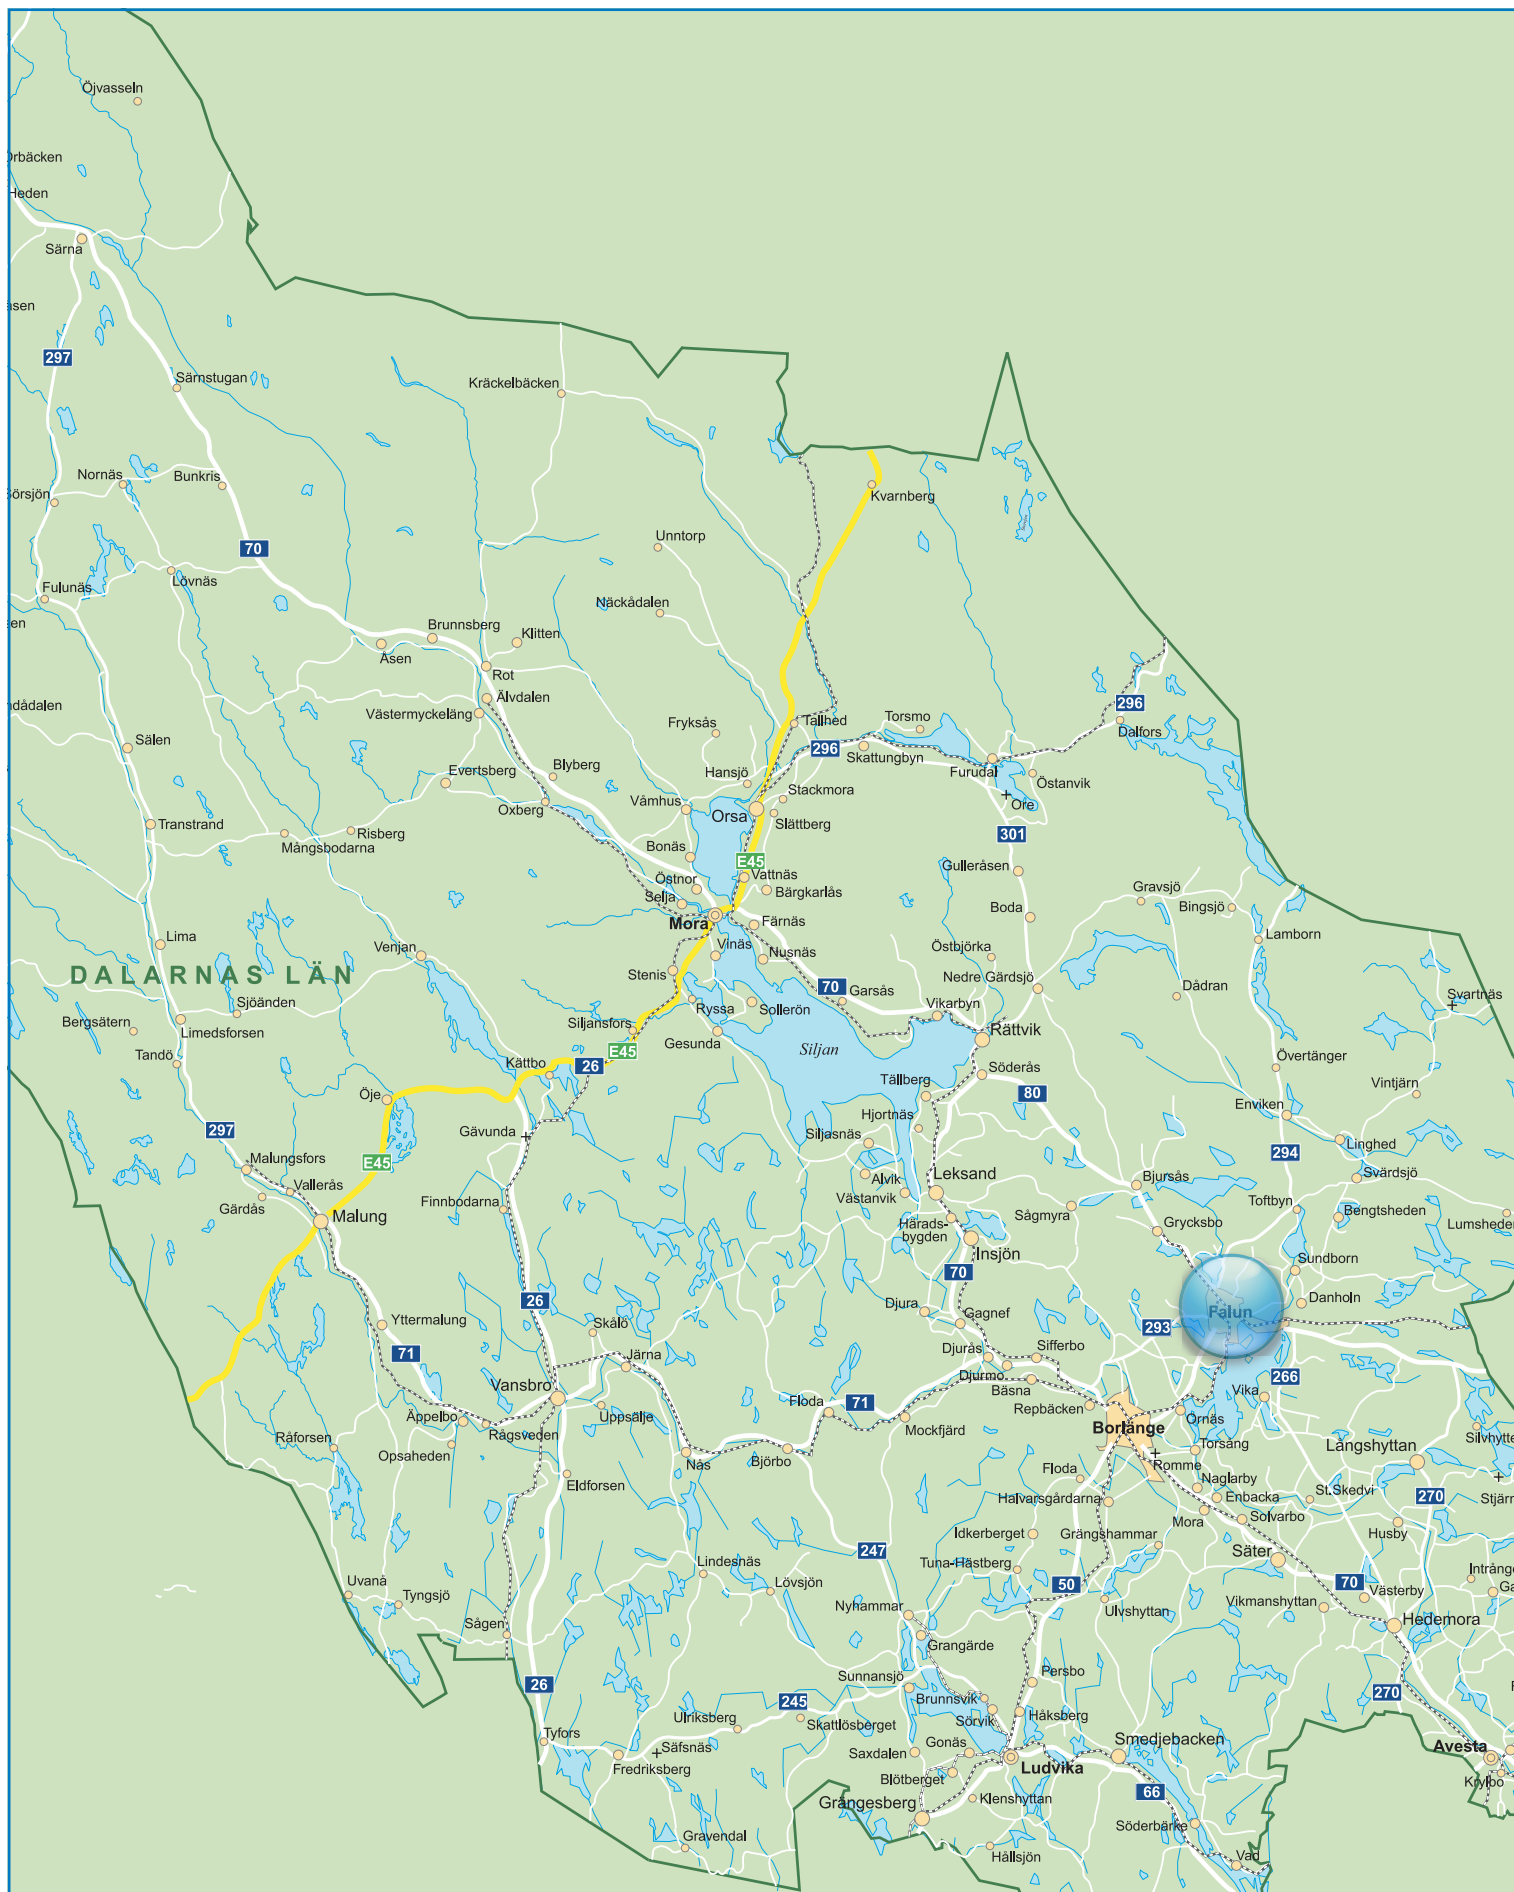 Öjvasseln
Heden
Särna
297
Särnstugan
Kräckelbäcken
Nornäs
Bunkris
Kvarnberg
70
Unntorp
Lövnäs
Fulunäs
Näckådalen
Brunnsberg
Klitten
Åsen
Rot
Älvdalen
Västermyckeläng
296
Dalfors
Fryksås
Tallhed
Torsmo
Sälen
296
Skattungbyn
Furudal
Östanvik
Evertsberg
Blyberg
Hansjö
Stackmora
Ore
Oxberg
Våmhus
Orsa
Slättberg
Transtrand
Risberg
Mångsbodarna
301
Bonäs
E45
Vattnäs
Gulleråsen
Östnor
Bärgkarlås
Selja
Gravsjö
Bingsjö
Mora
Färnäs
Boda
Lima
Venjan
Vinäs
Nusnäs
Östbjörka
Lamborn
DALARNAS LÄN
Stenis
Nedre Gärdsjö
70
Garsås
Dådran
Svartnäs
Sjöänden
Ryssa
Sollerön
Vikarbyn
Bergsätern
Limedsforsen
Siljansfors
Gesunda
Rättvik
Siljan
E45
Tandö
Kättbo
26
Övertänger
Söderås
Tällberg
80
Vintjärn
Öje
Hjortnäs
Enviken
297
Gävunda
Siljasnäs
Linghed
Malungsfors
E45
294
Svärdsjö
Vallerås
Alvik
Leksand
Bjursås
Gärdås
Finnbodarna
Västanvik
Toftbyn
Malung
Härads-
bygden
Sågmyra
Grycksbo
Bengtsheden
Insjön
Sundborn
70
26
Djura
Gagnef
Falun
Danholn
Yttermalung
Skålö
293
71
Järna
Djurås
Sifferbo
Djurmo
266
Vansbro
Bäsna
Vika
Äppelbo
Uppsälje
Floda
71
Repbäcken
Örnäs
Rågsveden
Mockfjärd
Borlänge
Råforsen
Opsaheden
Nås
Björbo
Torsång
Långshyttan
Romme
Eldforsen
Floda
Naglarby
Halvarsgårdarna
Enbacka
St.Skedvi
270
Mora
Solvarbo
Idkerberget
Grängshammar
Husby
247
Säter
Lindesnäs
Tuna-Hästberg
Uvanå
Lövsjön
50
70
Västerby
Tyngsjö
Nyhammar
Ulvshyttan
Vikmanshyttan
Hedemora
Sågen
Grangärde
Sunnansjö
Persbo
26
245
Brunnsvik
270
Ulriksberg
Skattlösberget
Sörvik
Håksberg
Tyfors
Säfsnäs
Saxdalen
Gonäs
Smedjebacken
Avesta
Fredriksberg
Blötberget
Ludvika
Krylbo
Grängesberg
Klenshyttan
66
Söderbärke
Gravendal
Hällsjön
Vad